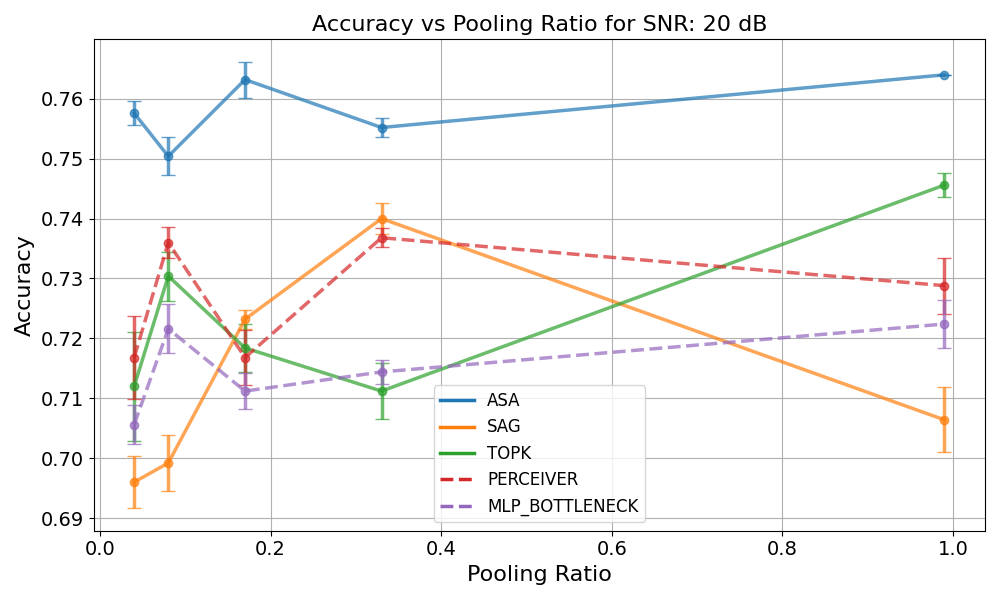 Accuracy vs Pooling Ratio for SNR: 20 dB
Accuracy
0.76
0.75
0.74
0.73
0.72
0.71
0.70
0.69
ASA
SAG
TOPK
PERCEIVER
MLP_BOTTLENECK
0.0 0.2 0.4 0.6 0.8 1.0
Pooling Ratio